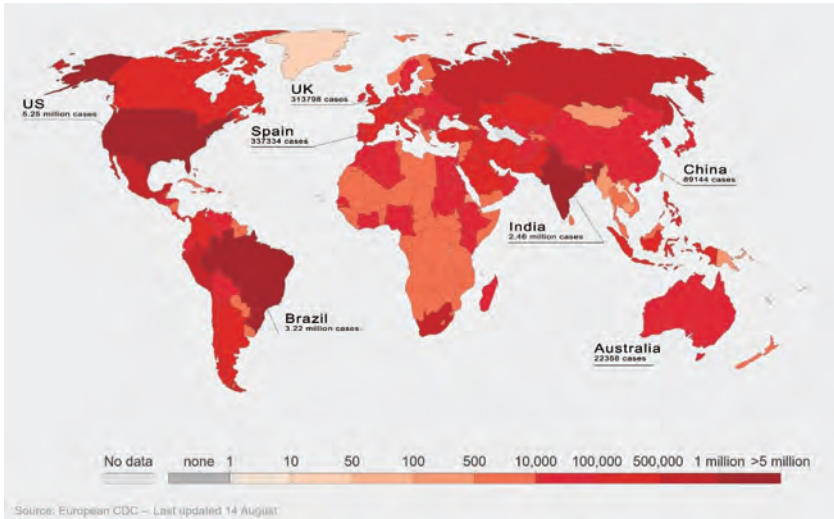 US
5.25 million cases
UK
313798 cases
Spain
337334 cases
China
89144 cases
India
2.46 million cases
Brazil
3.22 million cases
Australia
22358 cases
No data none 1 10 50 100 500 10,000 100,000 500,000 1 million >5 million
Source: European CDC – Last updated 14 August